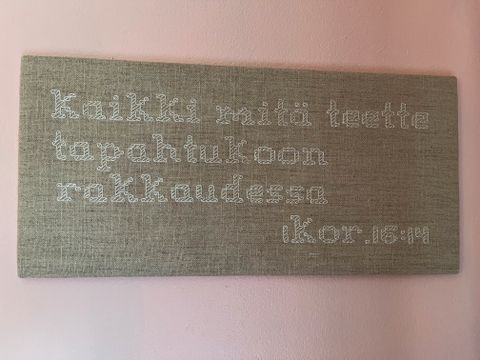 Kaikki mitä teette
tapahtukoon
rakkaudessa
1Kor.16:14